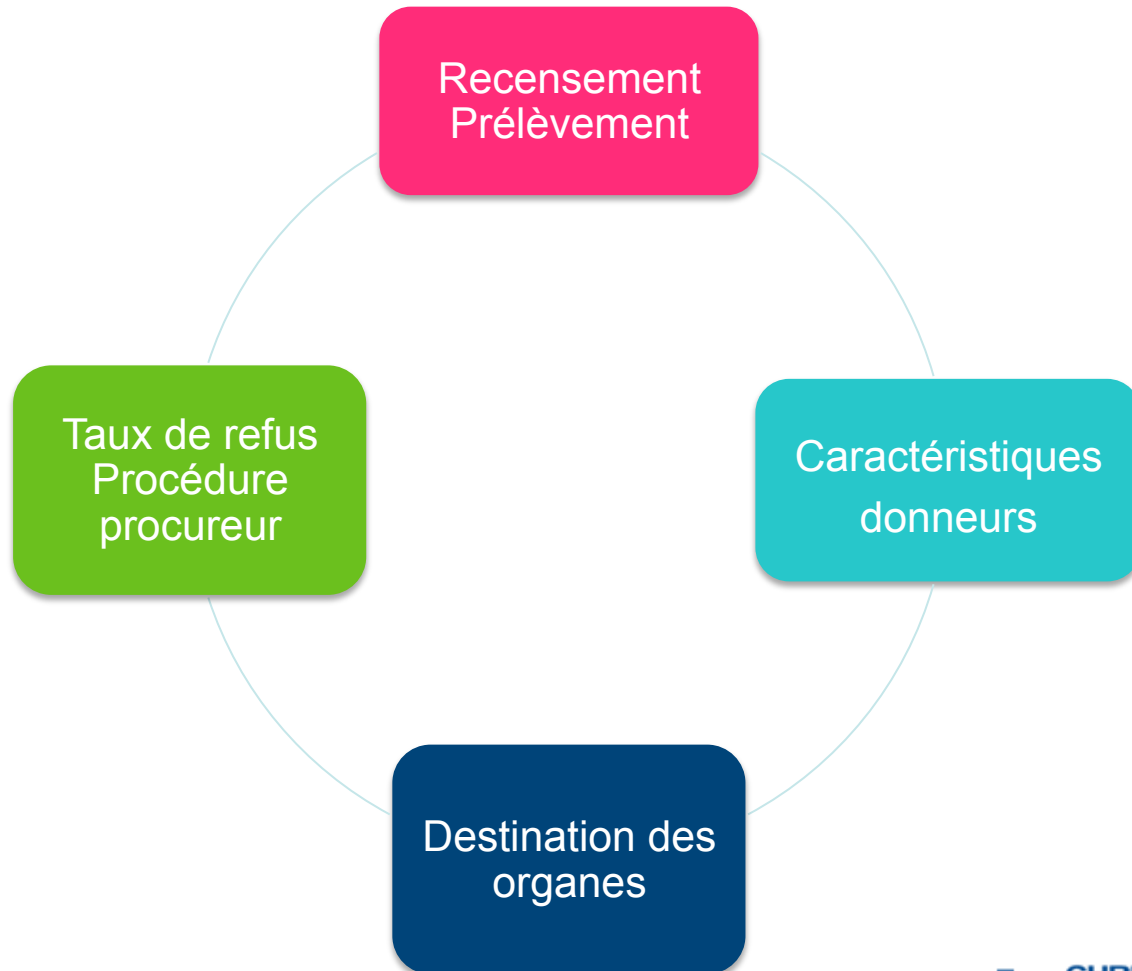 Recensement
Prélèvement
Taux de refus
Procédure
procureur
Caractéristiques
donneurs
Destination des
organes